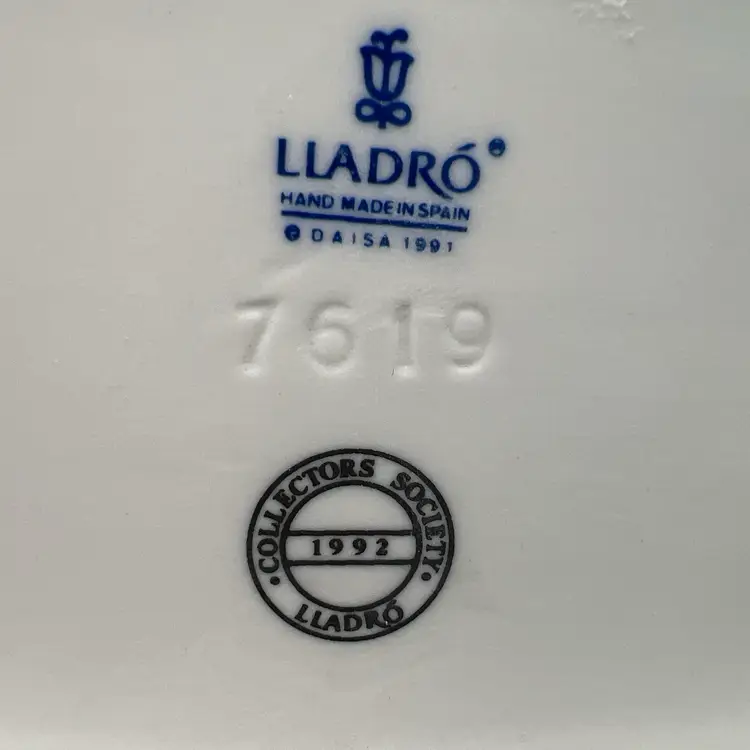 LLADRÓ®
HAND MADE IN SPAIN
© DAISA 1991
7619
COLLECTORS SOCIETY
1992
LLADRÓ